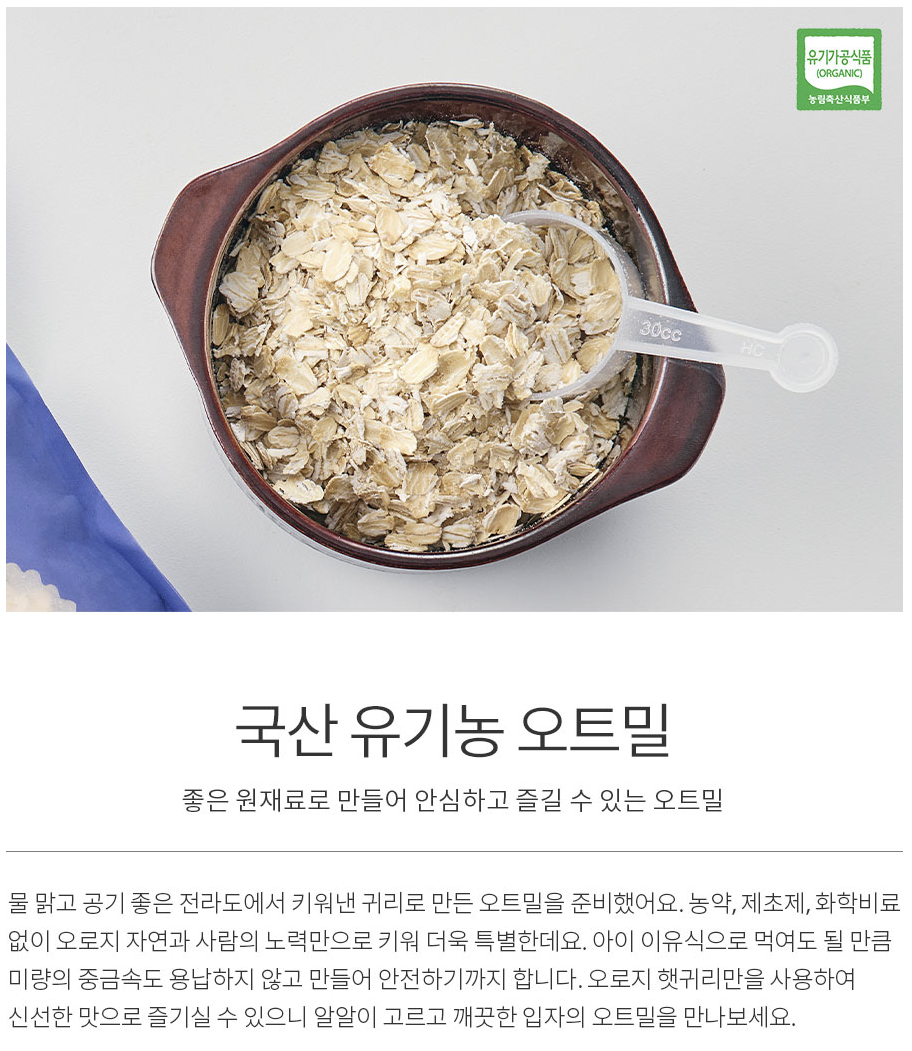 유기가공식품
(ORGANIC)
농림축산식품부
30cc
HC
국산 유기농 오트밀
좋은 원재료로 만들어 안심하고 즐길 수 있는 오트밀
물 맑고 공기 좋은 전라도에서 키워낸 귀리로 만든 오트밀을 준비했어요. 농약, 제초제, 화학비료
없이 오로지 자연과 사람의 노력만으로 키워 더욱 특별한데요. 아이 이유식으로 먹여도 될 만큼
미량의 중금속도 용납하지 않고 만들어 안전하기까지 합니다. 오로지 햇귀리만을 사용하여
신선한 맛으로 즐기실 수 있으니 알알이 고르고 깨끗한 입자의 오트밀을 만나보세요.